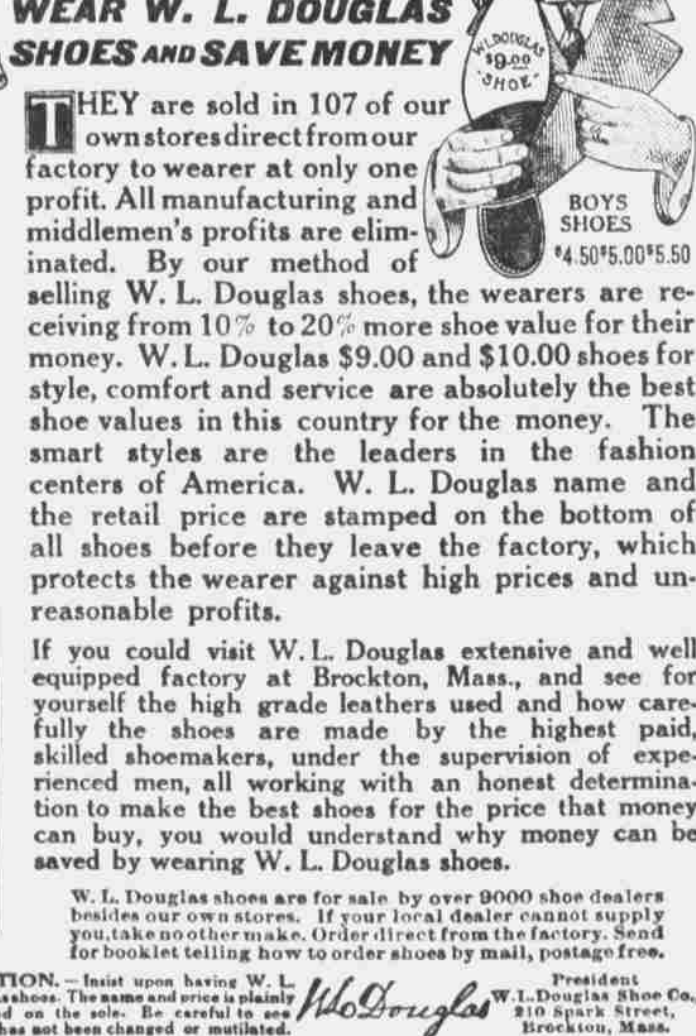 WEAR W. L. DOUGLAS
SHOES AND SAVE MONEY
W.L.DOUGLAS
$9.00
"SHOE"
THEY are sold in 107 of our
own stores direct from our
factory to wearer at only one
profit. All manufacturing and
middlemen's profits are elim-
inated. By our method of
BOYS
SHOES
$4.50 $5.00 $5.50
selling W. L. Douglas shoes, the wearers are re-
ceiving from 10% to 20% more shoe value for their
money. W. L. Douglas $9.00 and $10.00 shoes for
style, comfort and service are absolutely the best
shoe values in this country for the money. The
smart styles are the leaders in the fashion
centers of America. W. L. Douglas name and
the retail price are stamped on the bottom of
all shoes before they leave the factory, which
protects the wearer against high prices and un-
reasonable profits.
If you could visit W. L. Douglas extensive and well
equipped factory at Brockton, Mass., and see for
yourself the high grade leathers used and how care-
fully the shoes are made by the highest paid,
skilled shoemakers, under the supervision of expe-
rienced men, all working with an honest determina-
tion to make the best shoes for the price that money
can buy, you would understand why money can be
saved by wearing W. L. Douglas shoes.
W. L. Douglas shoes are for sale by over 9000 shoe dealers
besides our own stores. If your local dealer cannot supply
you, take no other make. Order direct from the factory. Send
for booklet telling how to order shoes by mail, postage free.
TION. — Insist upon having W. L.
as shoes. The name and price is plainly
d on the sole. Be careful to see
has not been changed or mutilated.
W L Douglas
President
W.L.Douglas Shoe Co.,
210 Spark Street,
Brockton, Mass.